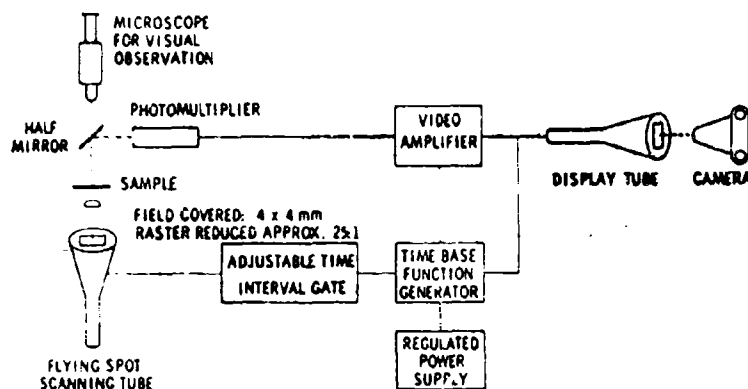 MICROSCOPE
FOR VISUAL
OBSERVATION
HALF
MIRROR
PHOTOMULTIPLIER
VIDEO
AMPLIFIER
DISPLAY TUBE
CAMERA
SAMPLE
FIELD COVERED: 4 x 4 mm
RASTER REDUCED APPROX. 25:1
ADJUSTABLE TIME
INTERVAL GATE
TIME BASE
FUNCTION
GENERATOR
REGULATED
POWER
SUPPLY
FLYING SPOT
SCANNING TUBE